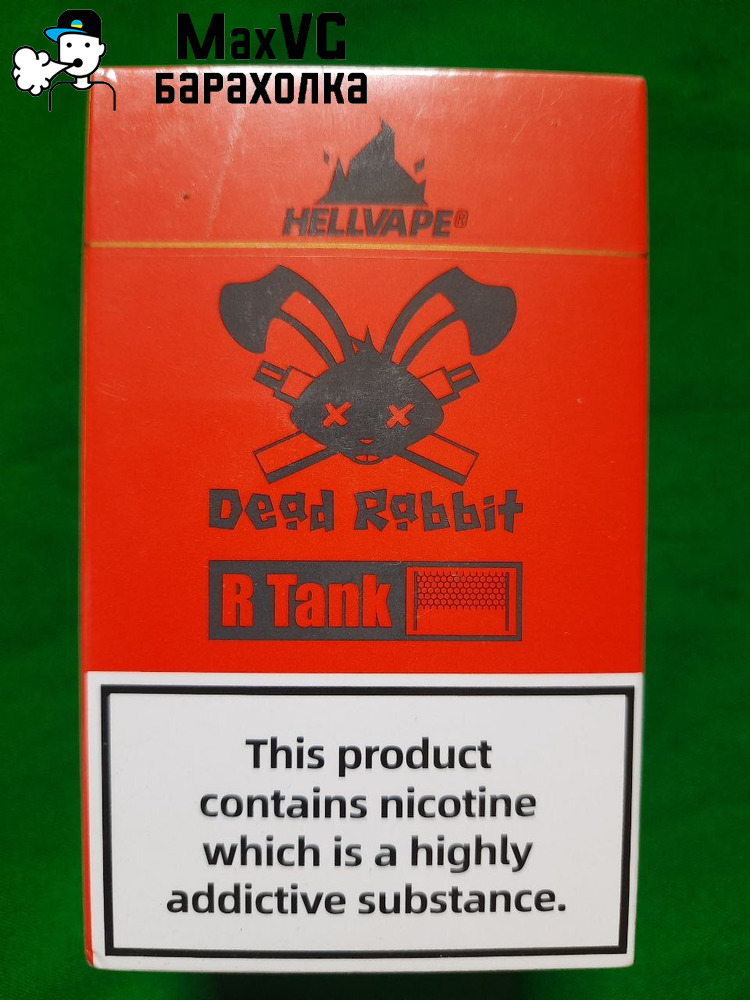 MaxVC
барахолка
HELLVAPE®
Dead Rabbit
R Tank
This product
contains nicotine
which is a highly
addictive substance.